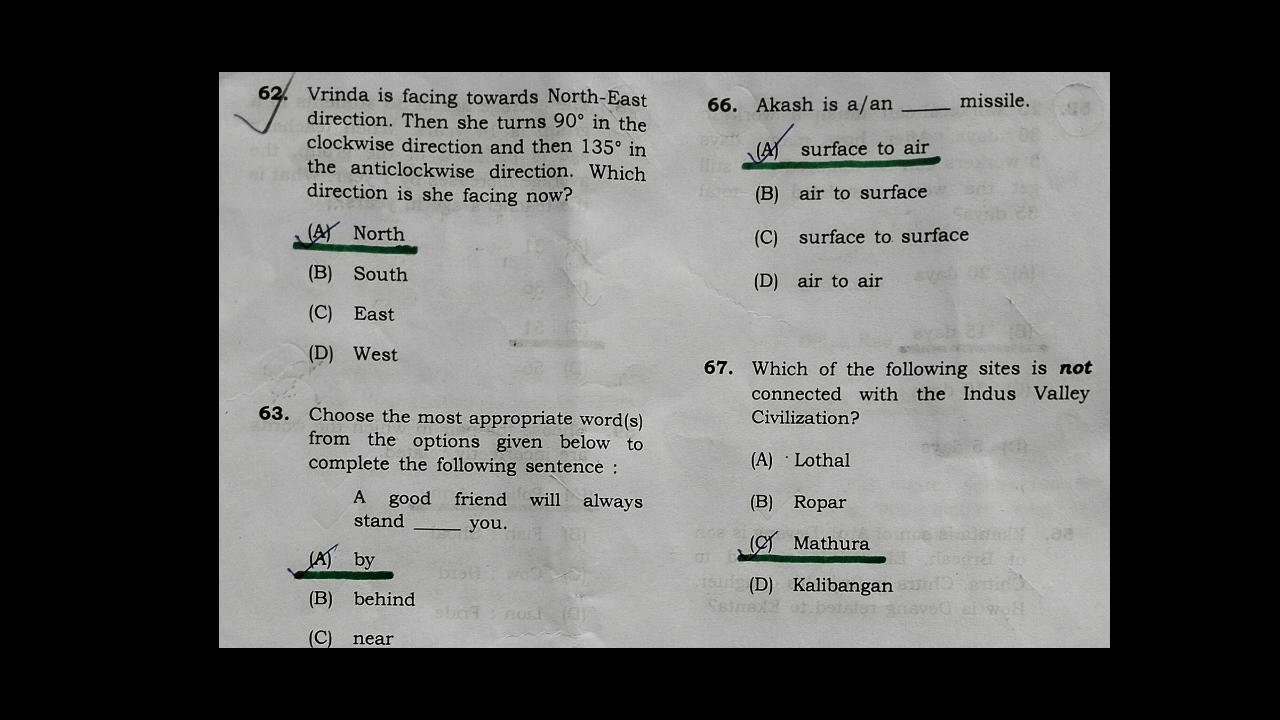 62. Vrinda is facing towards North-East
direction. Then she turns 90° in the
clockwise direction and then 135° in
the anticlockwise direction. Which
direction is she facing now?
(A) North
(B) South
(C) East
(D) West
63. Choose the most appropriate word(s)
from the options given below to
complete the following sentence :
A good friend will always
stand ____ you.
(A) by
(B) behind
(C) near
66. Akash is a/an ____ missile.
(A) surface to air
(B) air to surface
(C) surface to surface
(D) air to air
67. Which of the following sites is not
connected with the Indus Valley
Civilization?
(A) Lothal
(B) Ropar
(C) Mathura
(D) Kalibangan